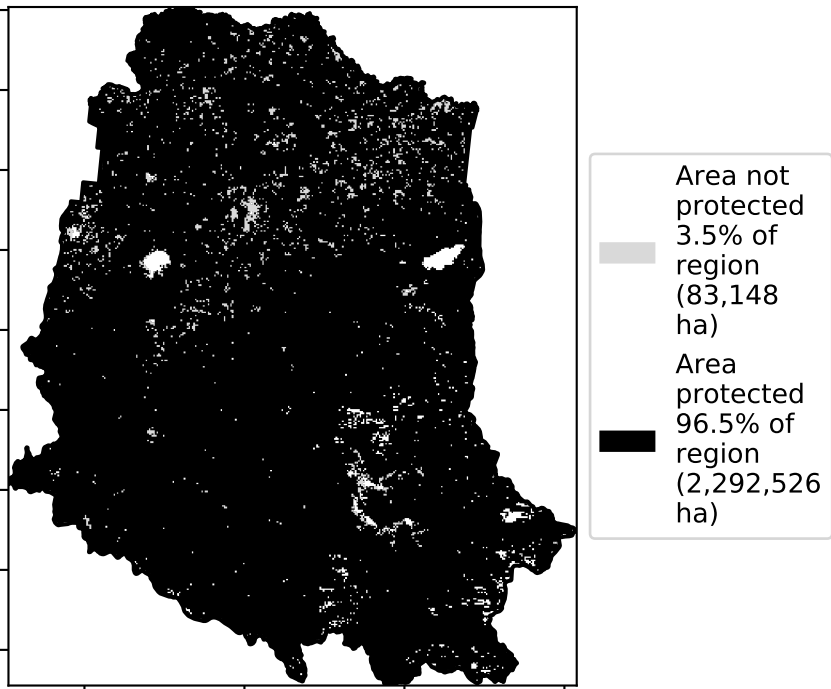 Area not
protected
3.5% of
region
(83,148
ha)
Area
protected
96.5% of
region
(2,292,526
ha)